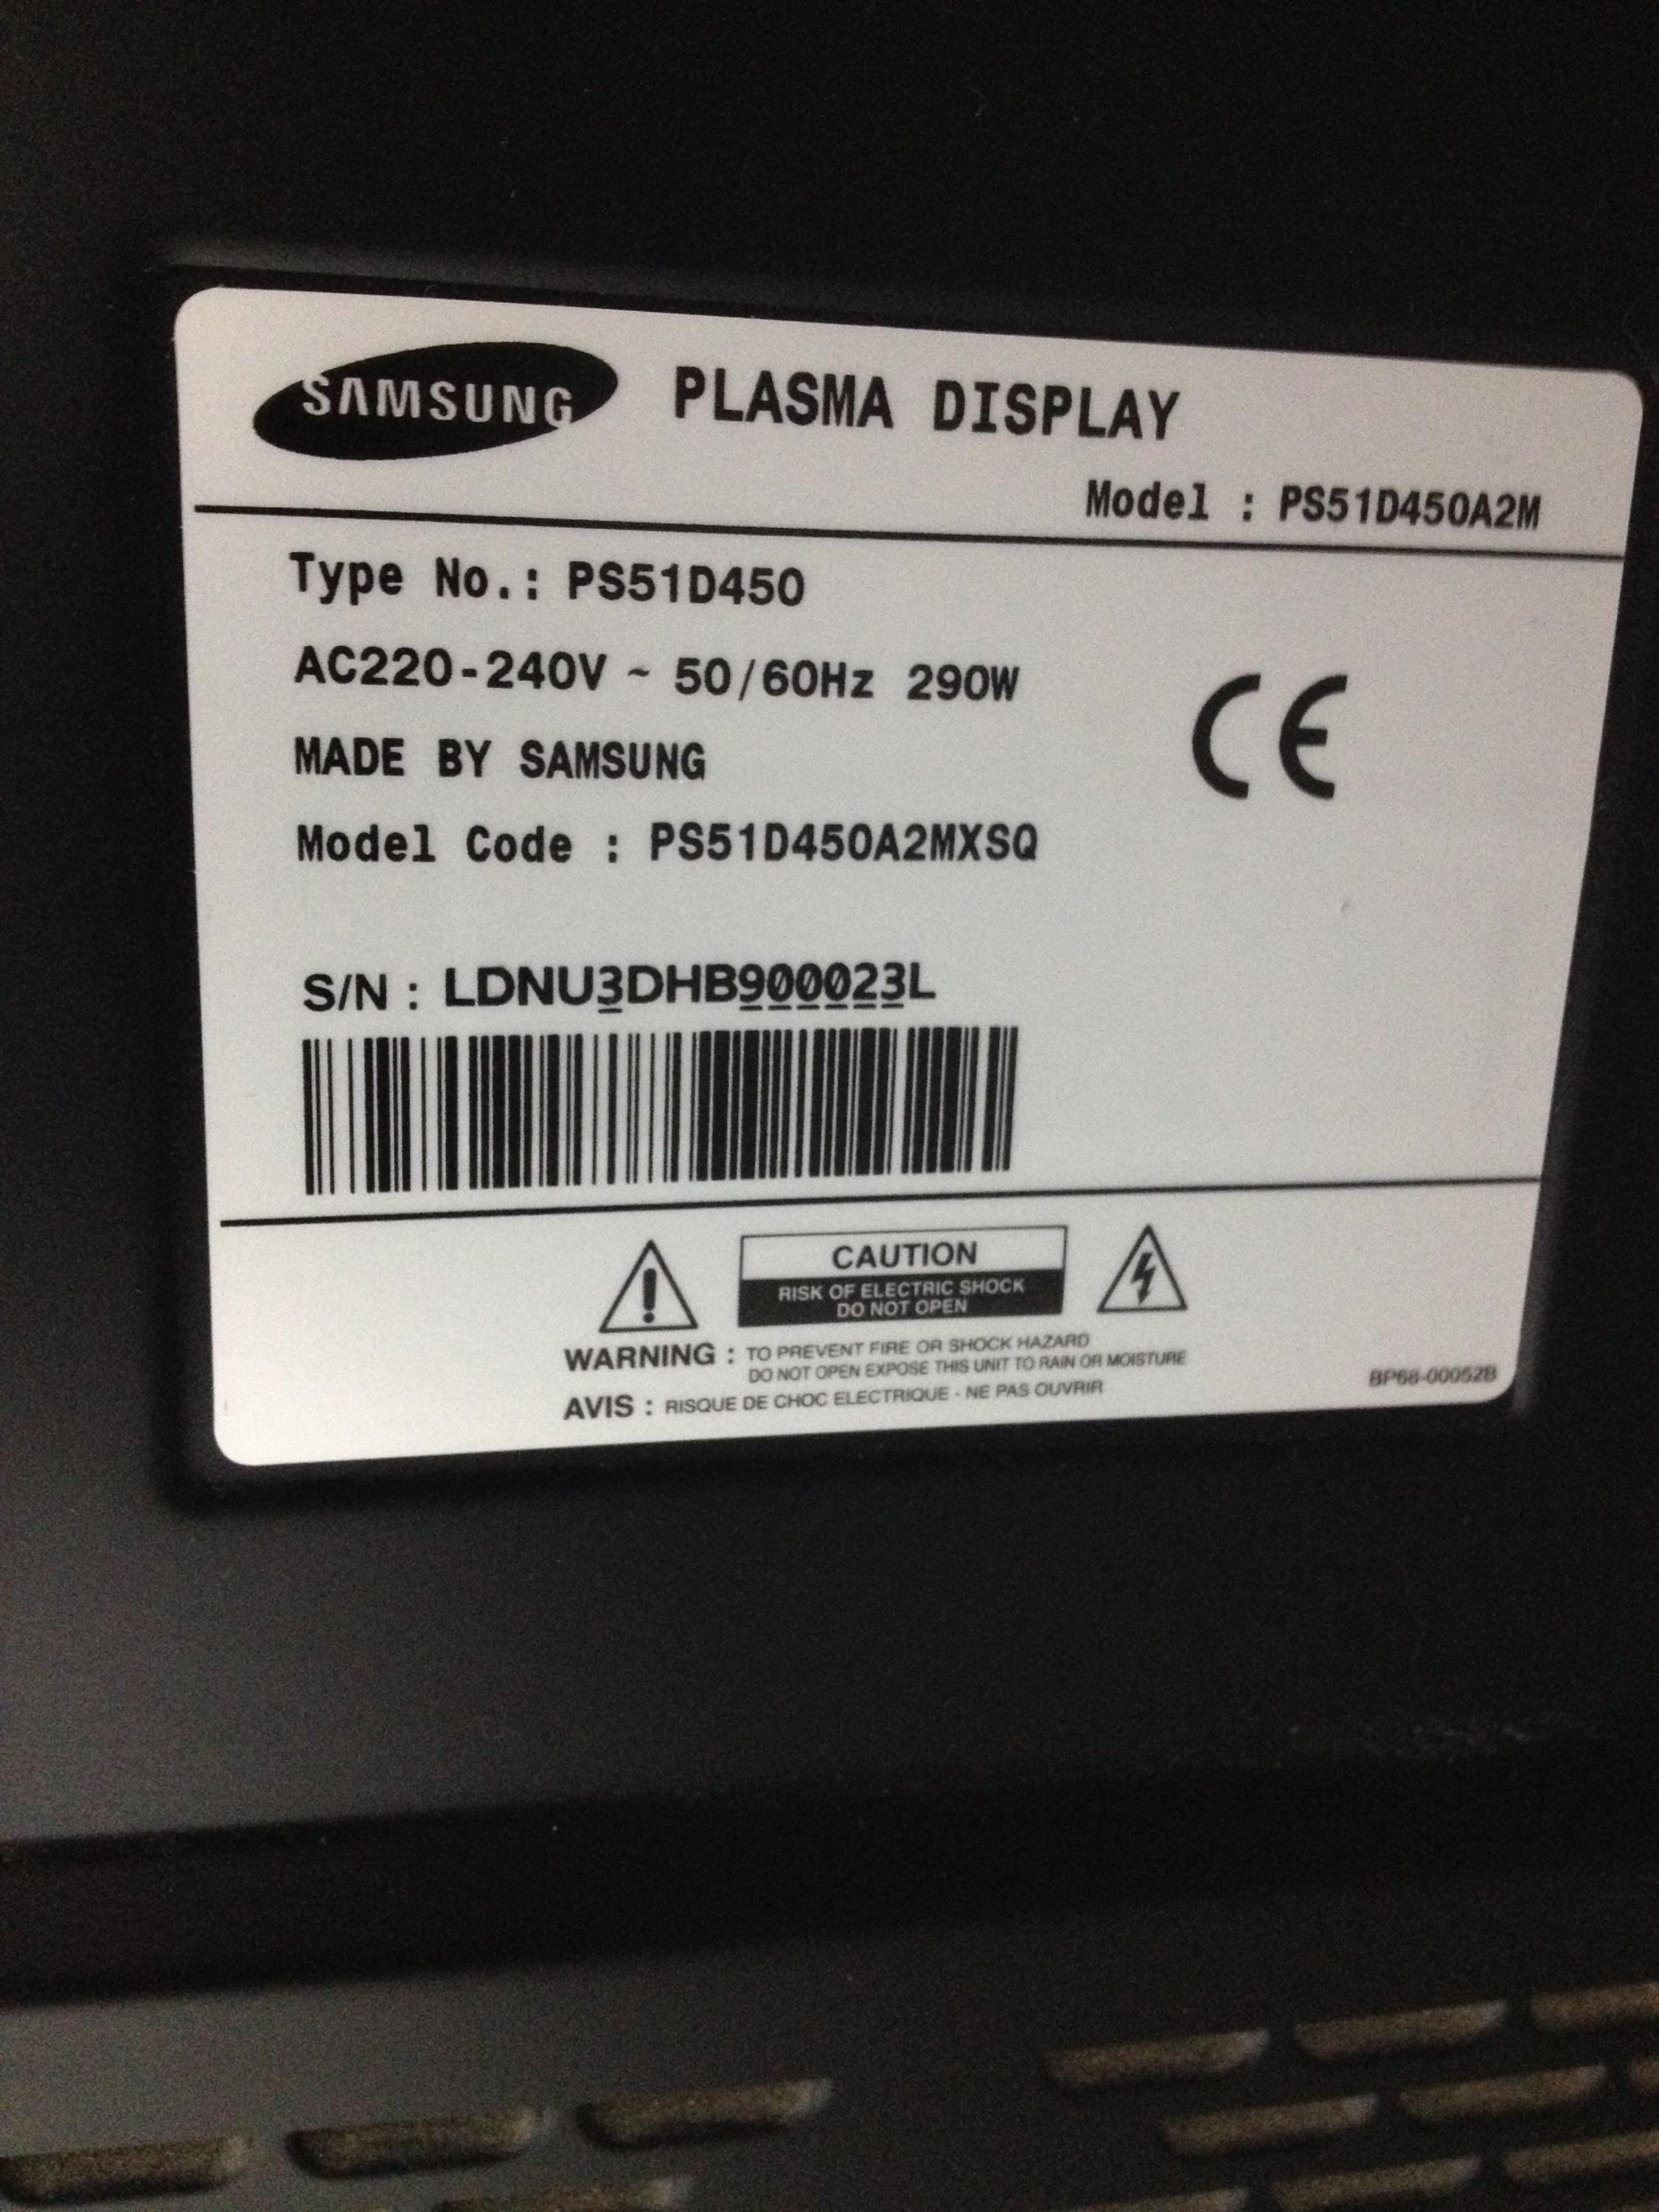 SAMSUNG PLASMA DISPLAY
Model : PS51D450A2M
Type No.: PS51D450
AC220-240V ~ 50/60Hz 290W
MADE BY SAMSUNG
Model Code : PS51D450A2MXSQ
S/N : LDNU3DHB900023L
CE
CAUTION
RISK OF ELECTRIC SHOCK
DO NOT OPEN
WARNING : TO PREVENT FIRE OR SHOCK HAZARD
DO NOT OPEN EXPOSE THIS UNIT TO RAIN OR MOISTURE
AVIS : RISQUE DE CHOC ELECTRIQUE - NE PAS OUVRIR
BP68-00052B